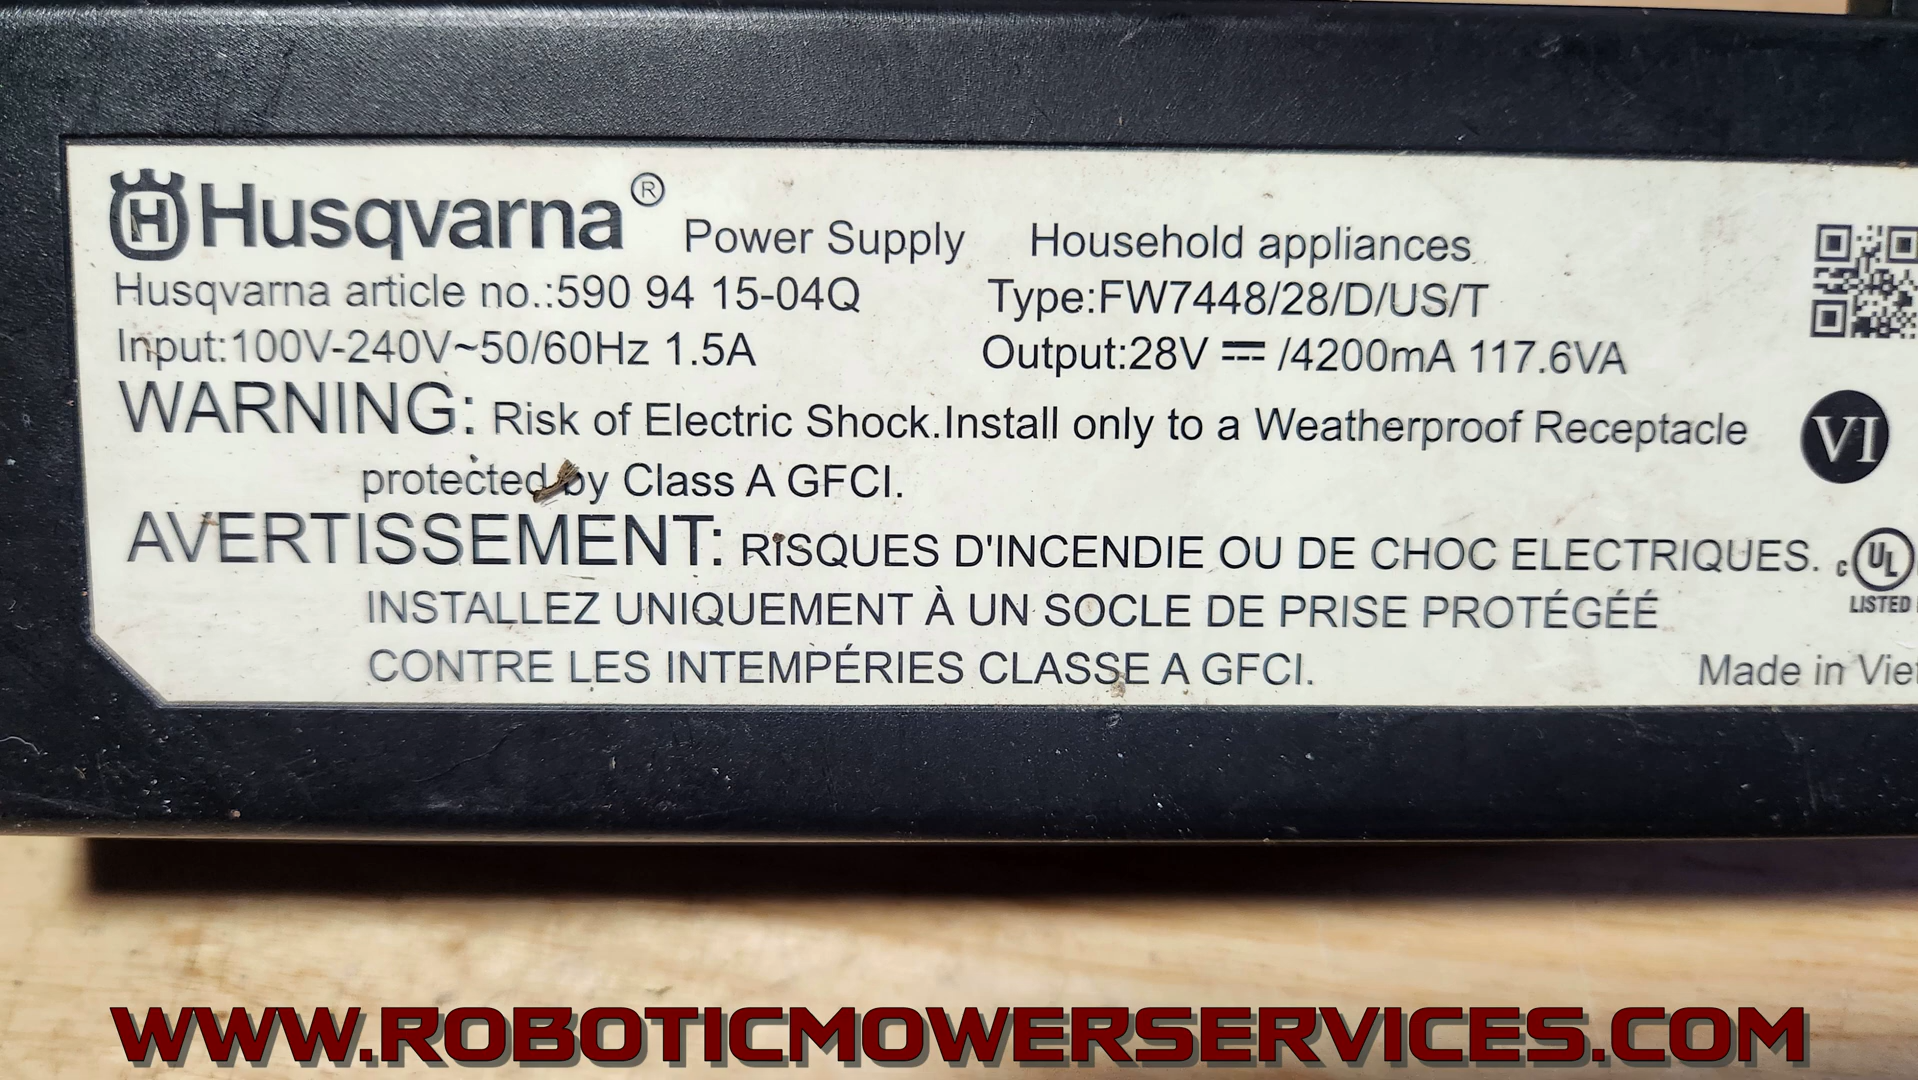 Husqvarna® Power Supply Household appliances
Husqvarna article no.:590 94 15-04Q Type:FW7448/28/D/US/T
Input:100V-240V~50/60Hz 1.5A Output:28V ⎓ /4200mA 117.6VA
WARNING: Risk of Electric Shock.Install only to a Weatherproof Receptacle
protected by Class A GFCI.
VI
AVERTISSEMENT: RISQUES D'INCENDIE OU DE CHOC ELECTRIQUES.
INSTALLEZ UNIQUEMENT À UN SOCLE DE PRISE PROTÉGÉÉ
CONTRE LES INTEMPÉRIES CLASSE A GFCI.
c UL
LISTED
Made in
WWW.ROBOTICMOWERSERVICES.COM